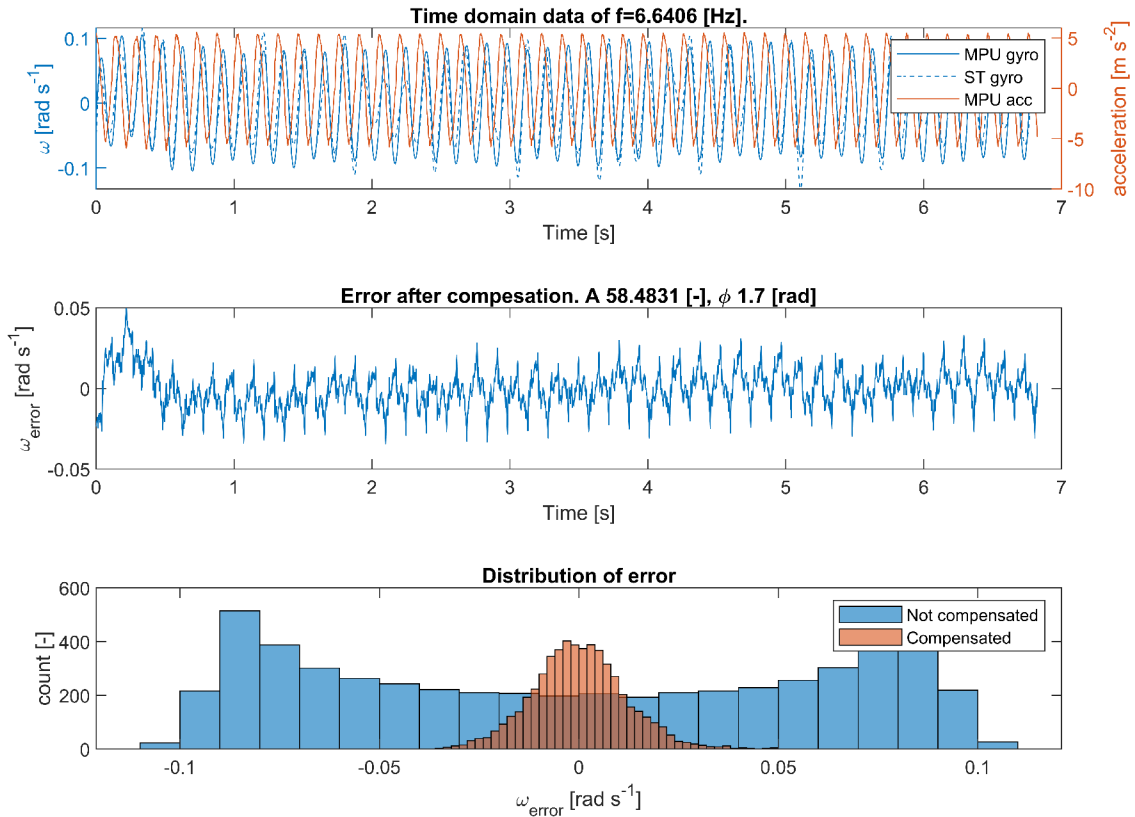 Time domain data of f=6.6406 [Hz].
0.1
0
-0.1
ω [rad s⁻¹]
5
0
-5
-10
acceleration [m s⁻²]
MPU gyro
ST gyro
MPU acc
0 1 2 3 4 5 6 7
Time [s]
Error after compesation. A 58.4831 [-], ϕ 1.7 [rad]
0.05
0
-0.05
ω_error [rad s⁻¹]
0 1 2 3 4 5 6 7
Time [s]
Distribution of error
600
400
200
0
count [-]
Not compensated
Compensated
-0.1 -0.05 0 0.05 0.1
ω_error [rad s⁻¹]